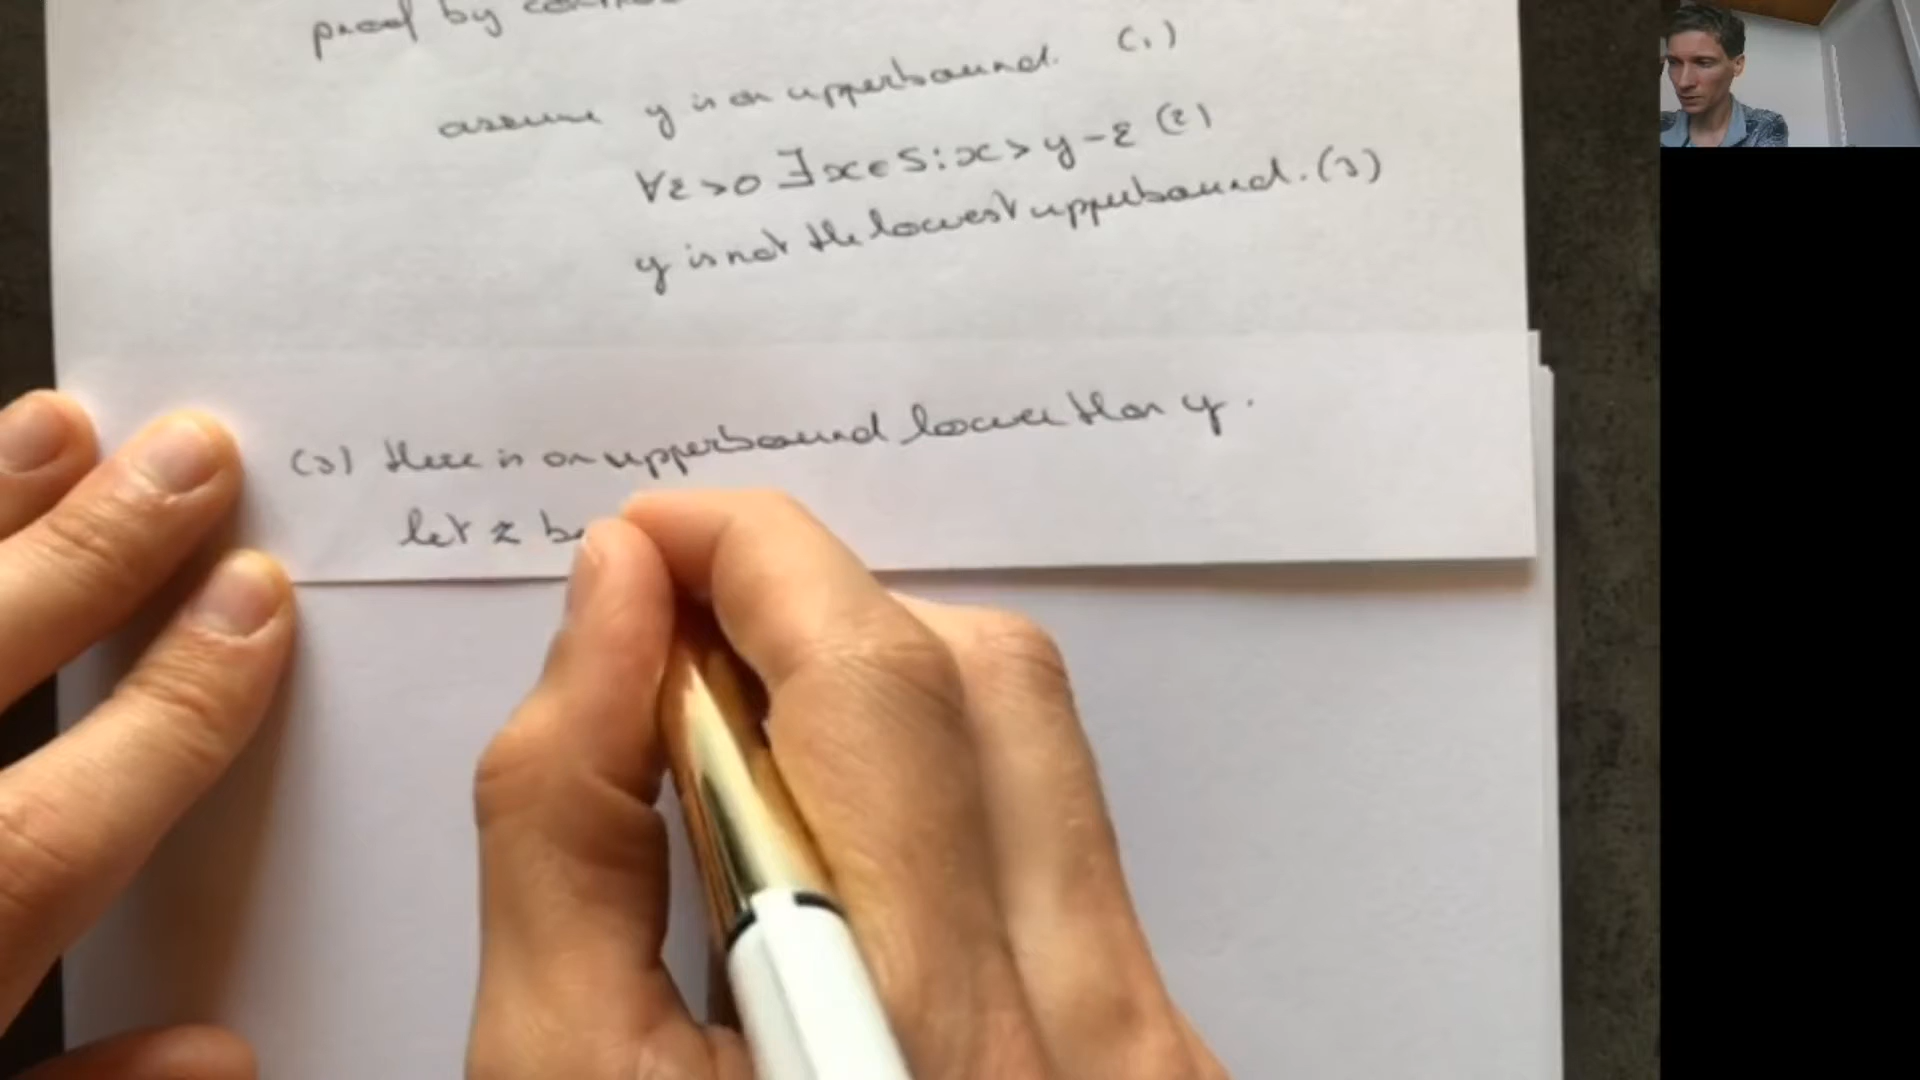 proof by
assume y is an upperbound. (1)
∀ε>0 ∃x∈S: x > y-ε (2)
y is not the lowest upperbound. (3)
(3) there is an upperbound lower than y.
let z be